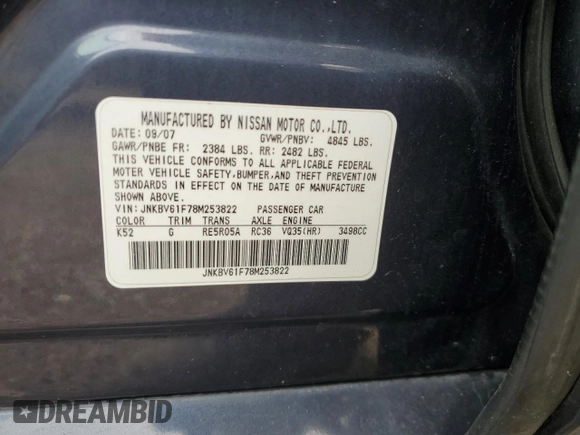 MANUFACTURED BY NISSAN MOTOR CO.,LTD.
DATE: 09/07 GVWR/PNBV: 4845 LBS.
GAWR/PNBE FR: 2384 LBS. RR: 2482 LBS.
THIS VEHICLE CONFORMS TO ALL APPLICABLE FEDERAL
MOTOR VEHICLE SAFETY,BUMPER,AND THEFT PREVENTION
STANDARDS IN EFFECT ON THE DATE OF MANUFACTURE
SHOWN ABOVE.
VIN: JNKBV61F78M253822 PASSENGER CAR
COLOR TRIM TRANS AXLE ENGINE
K52 G RE5R05A RC36 VQ35(HR) 3498CC
JNKBV61F78M253822
DREAMBID